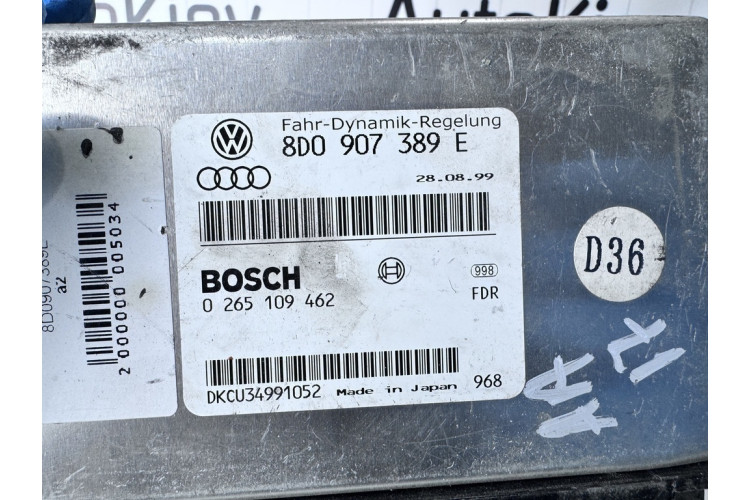 Fahr-Dynamik-Regelung
8D0 907 389 E
28.08.99
BOSCH
0 265 109 462
998
FDR
DKCU34991052 Made in Japan 968
D36
8D0907389E
a2
2 000000 005034